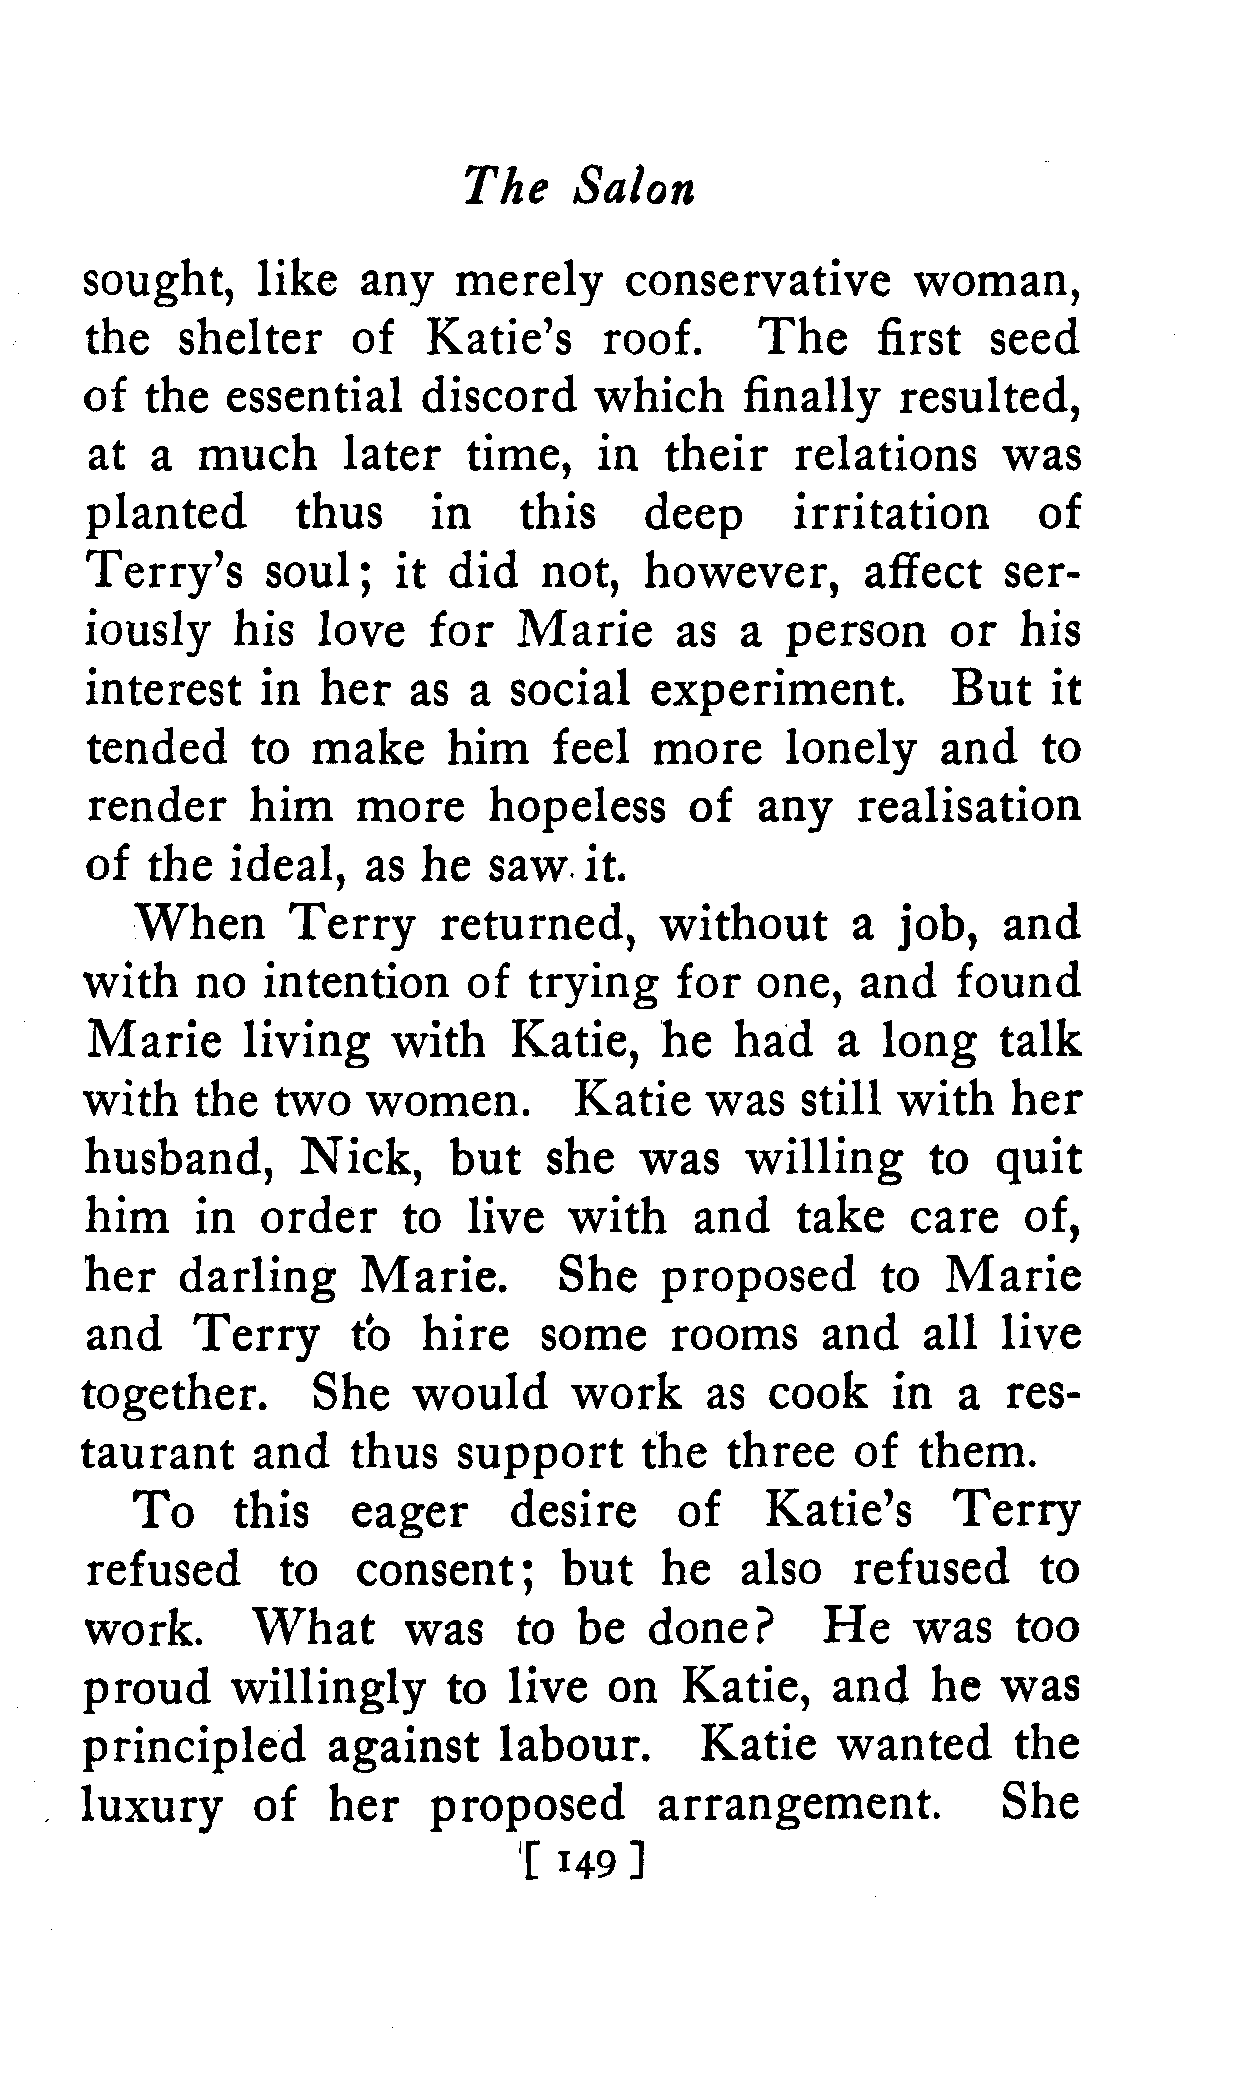 The Salon
sought, like any merely conservative woman,
the shelter of Katie's roof. The first seed
of the essential discord which finally resulted,
at a much later time, in their relations was
planted thus in this deep irritation of
Terry's soul; it did not, however, affect ser-
iously his love for Marie as a person or his
interest in her as a social experiment. But it
tended to make him feel more lonely and to
render him more hopeless of any realisation
of the ideal, as he saw it.
When Terry returned, without a job, and
with no intention of trying for one, and found
Marie living with Katie, he had a long talk
with the two women. Katie was still with her
husband, Nick, but she was willing to quit
him in order to live with and take care of,
her darling Marie. She proposed to Marie
and Terry to hire some rooms and all live
together. She would work as cook in a res-
taurant and thus support the three of them.
To this eager desire of Katie's Terry
refused to consent; but he also refused to
work. What was to be done? He was too
proud willingly to live on Katie, and he was
principled against labour. Katie wanted the
luxury of her proposed arrangement. She
[ 149 ]